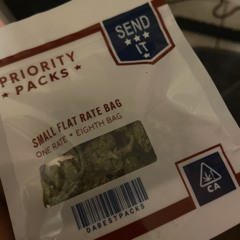 PRIORITY
★ PACKS ★
SEND
IT
SMALL FLAT RATE BAG
ONE RATE • EIGHTH BAG
DABESTPACKS
CA